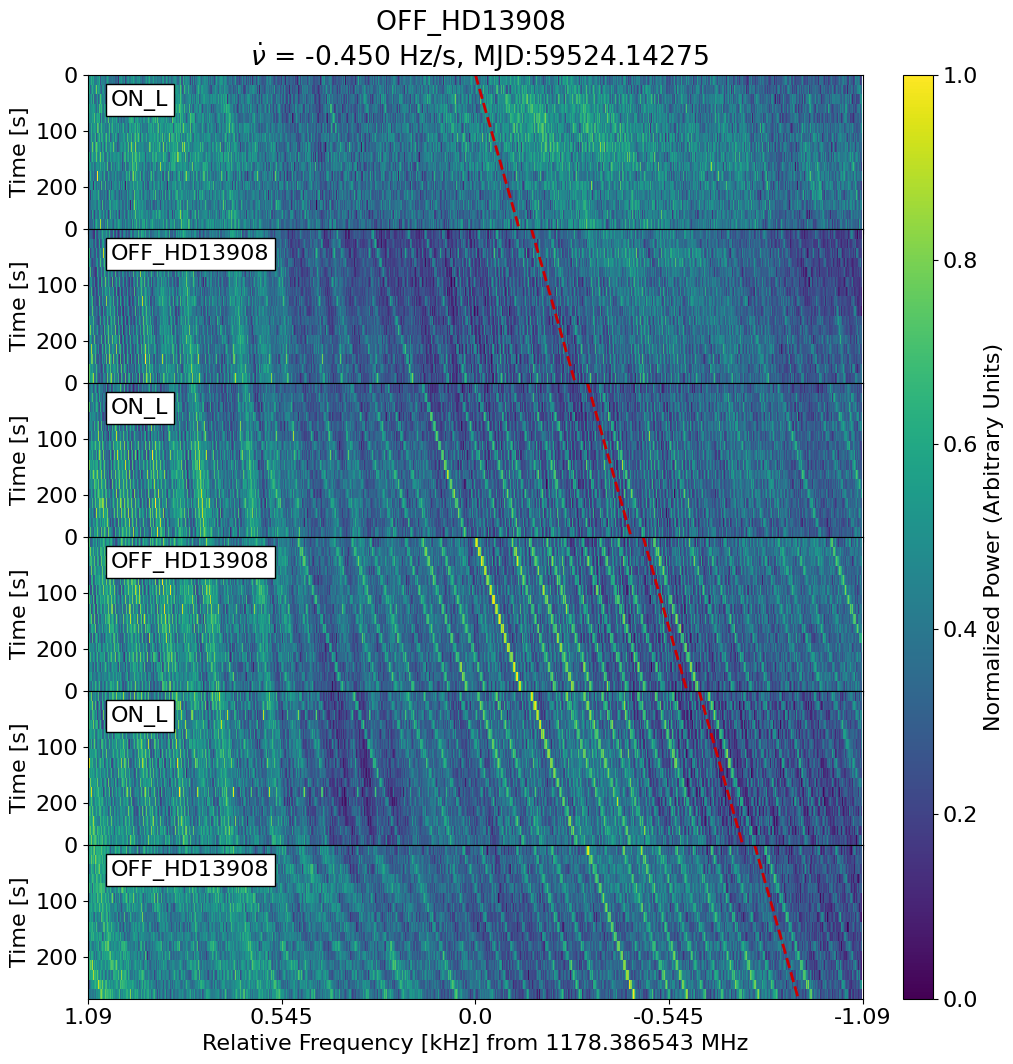 OFF_HD13908
ν̇ = -0.450 Hz/s, MJD:59524.14275
0
100
200
Time [s]
ON_L
0
100
200
Time [s]
OFF_HD13908
0
100
200
Time [s]
ON_L
0
100
200
Time [s]
OFF_HD13908
0
100
200
Time [s]
ON_L
0
100
200
Time [s]
OFF_HD13908
1.09
0.545
0.0
-0.545
-1.09
Relative Frequency [kHz] from 1178.386543 MHz
1.0
0.8
0.6
0.4
0.2
0.0
Normalized Power (Arbitrary Units)